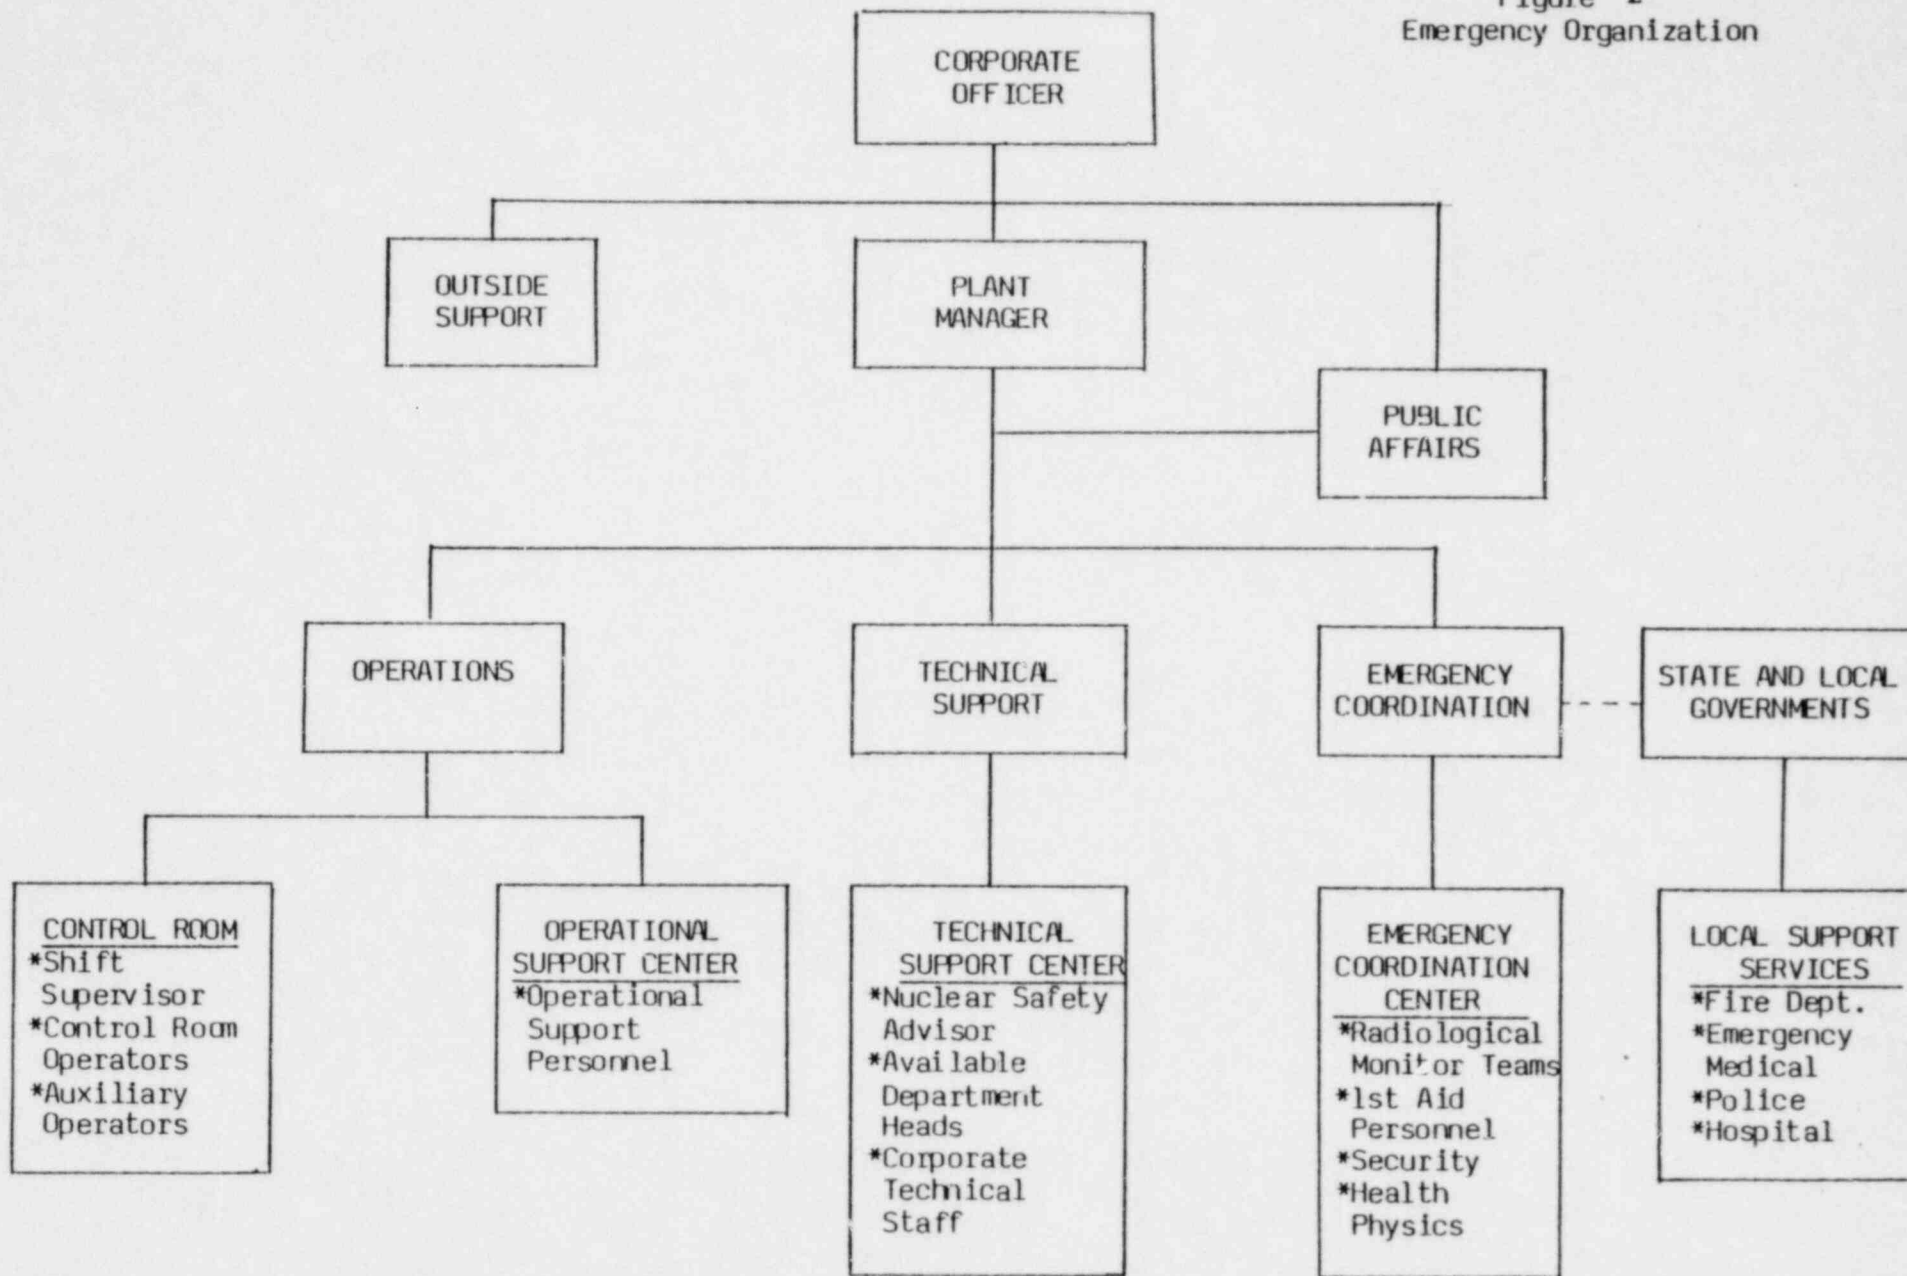 Figure 2
Emergency Organization
CORPORATE
OFFICER
OUTSIDE
SUPPORT
PLANT
MANAGER
PUBLIC
AFFAIRS
OPERATIONS
TECHNICAL
SUPPORT
EMERGENCY
COORDINATION
STATE AND LOCAL
GOVERNMENTS
CONTROL ROOM
*Shift
Supervisor
*Control Room
Operators
*Auxiliary
Operators
OPERATIONAL
SUPPORT CENTER
*Operational
Support
Personnel
TECHNICAL
SUPPORT CENTER
*Nuclear Safety
Advisor
*Available
Department
Heads
*Corporate
Technical
Staff
EMERGENCY
COORDINATION
CENTER
*Radiological
Monitor Teams
*1st Aid
Personnel
*Security
*Health
Physics
LOCAL SUPPORT
SERVICES
*Fire Dept.
*Emergency
Medical
*Police
*Hospital